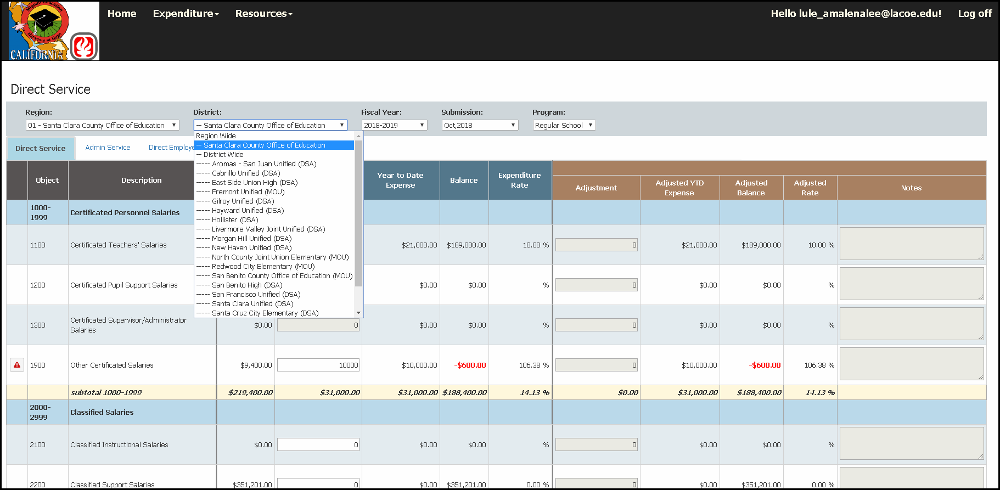 Migrant Education
Harvest of Hope
CALIFORNIA
Home Expenditure Resources Hello lule_amalenalee@lacoe.edu! Log off
Direct Service
Region: District: Fiscal Year: Submission: Program:
01 - Santa Clara County Office of Education -- Santa Clara County Office of Education 2018-2019 Oct,2018 Regular School
Region Wide
-- Santa Clara County Office of Education
-- District Wide
----- Aromas - San Juan Unified (DSA)
----- Cabrillo Unified (DSA)
----- East Side Union High (DSA)
----- Fremont Unified (MOU)
----- Gilroy Unified (DSA)
----- Hayward Unified (DSA)
----- Hollister (DSA)
----- Livermore Valley Joint Unified (DSA)
----- Morgan Hill Unified (DSA)
----- New Haven Unified (DSA)
----- North County Joint Union Elementary (MOU)
----- Redwood City Elementary (MOU)
----- San Benito County Office of Education (MOU)
----- San Benito High (DSA)
----- San Francisco Unified (DSA)
----- Santa Clara Unified (DSA)
----- Santa Cruz City Elementary (DSA)
Direct Service Admin Service Direct Employe
Object Description Year to Date Expense Balance Expenditure Rate Adjustment Adjusted YTD Expense Adjusted Balance Adjusted Rate Notes
1000-1999 Certificated Personnel Salaries
1100 Certificated Teachers' Salaries $21,000.00 $189,000.00 10.00 % 0 $21,000.00 $189,000.00 10.00 %
1200 Certificated Pupil Support Salaries $0.00 $0.00 % 0 $0.00 $0.00 %
1300 Certificated Supervisor/Administrator Salaries $0.00 0 $0.00 $0.00 % 0 $0.00 $0.00 %
1900 Other Certificated Salaries $9,400.00 10000 $10,000.00 -$600.00 106.38 % 0 $10,000.00 -$600.00 106.38 %
subtotal 1000-1999 $219,400.00 $31,000.00 $31,000.00 $188,400.00 14.13 % $0.00 $31,000.00 $188,400.00 14.13 %
2000-2999 Classified Salaries
2100 Classified Instructional Salaries $0.00 0 $0.00 $0.00 % 0 $0.00 $0.00 %
2200 Classified Support Salaries $351,201.00 0 $0.00 $351,201.00 0.00 % 0 $0.00 $351,201.00 0.00 %